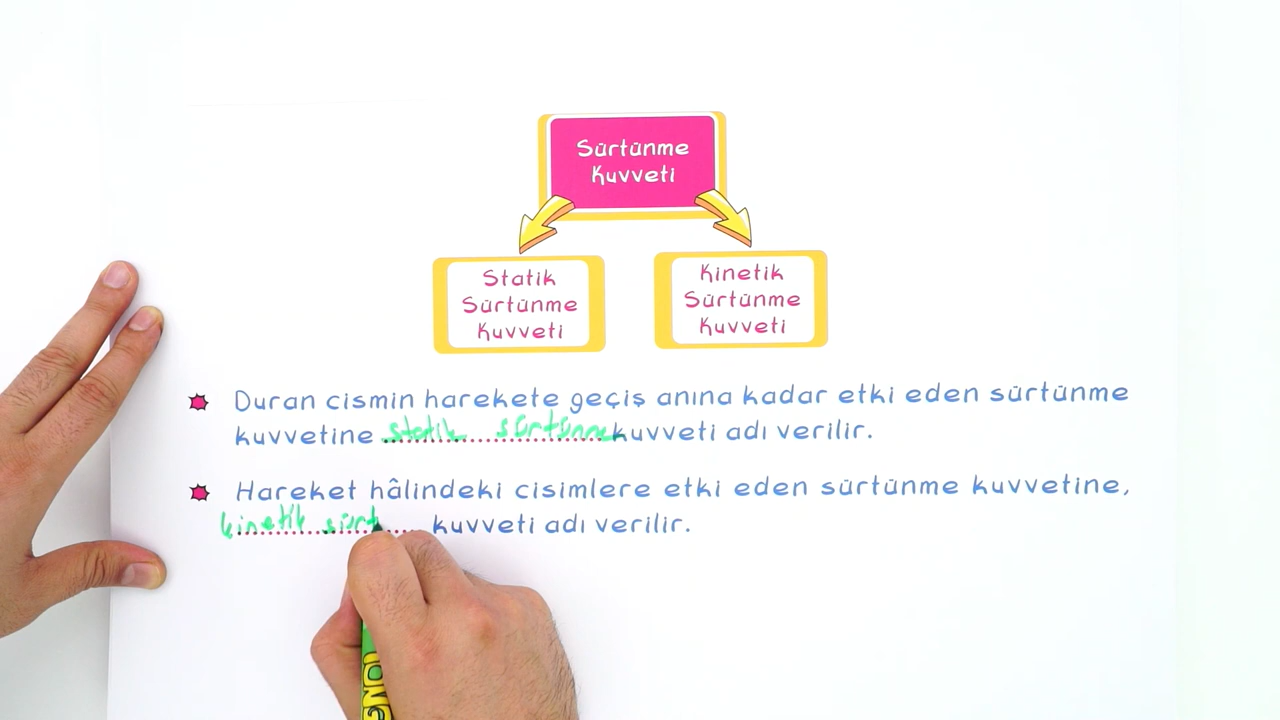 Sürtünme
Kuvveti
Statik
Sürtünme
Kuvveti
Kinetik
Sürtünme
Kuvveti
Duran cismin harekete geçiş anına kadar etki eden sürtünme
kuvvetine statik sürtünme kuvveti adı verilir.
Hareket hâlindeki cisimlere etki eden sürtünme kuvvetine,
kinetik sürt kuvveti adı verilir.